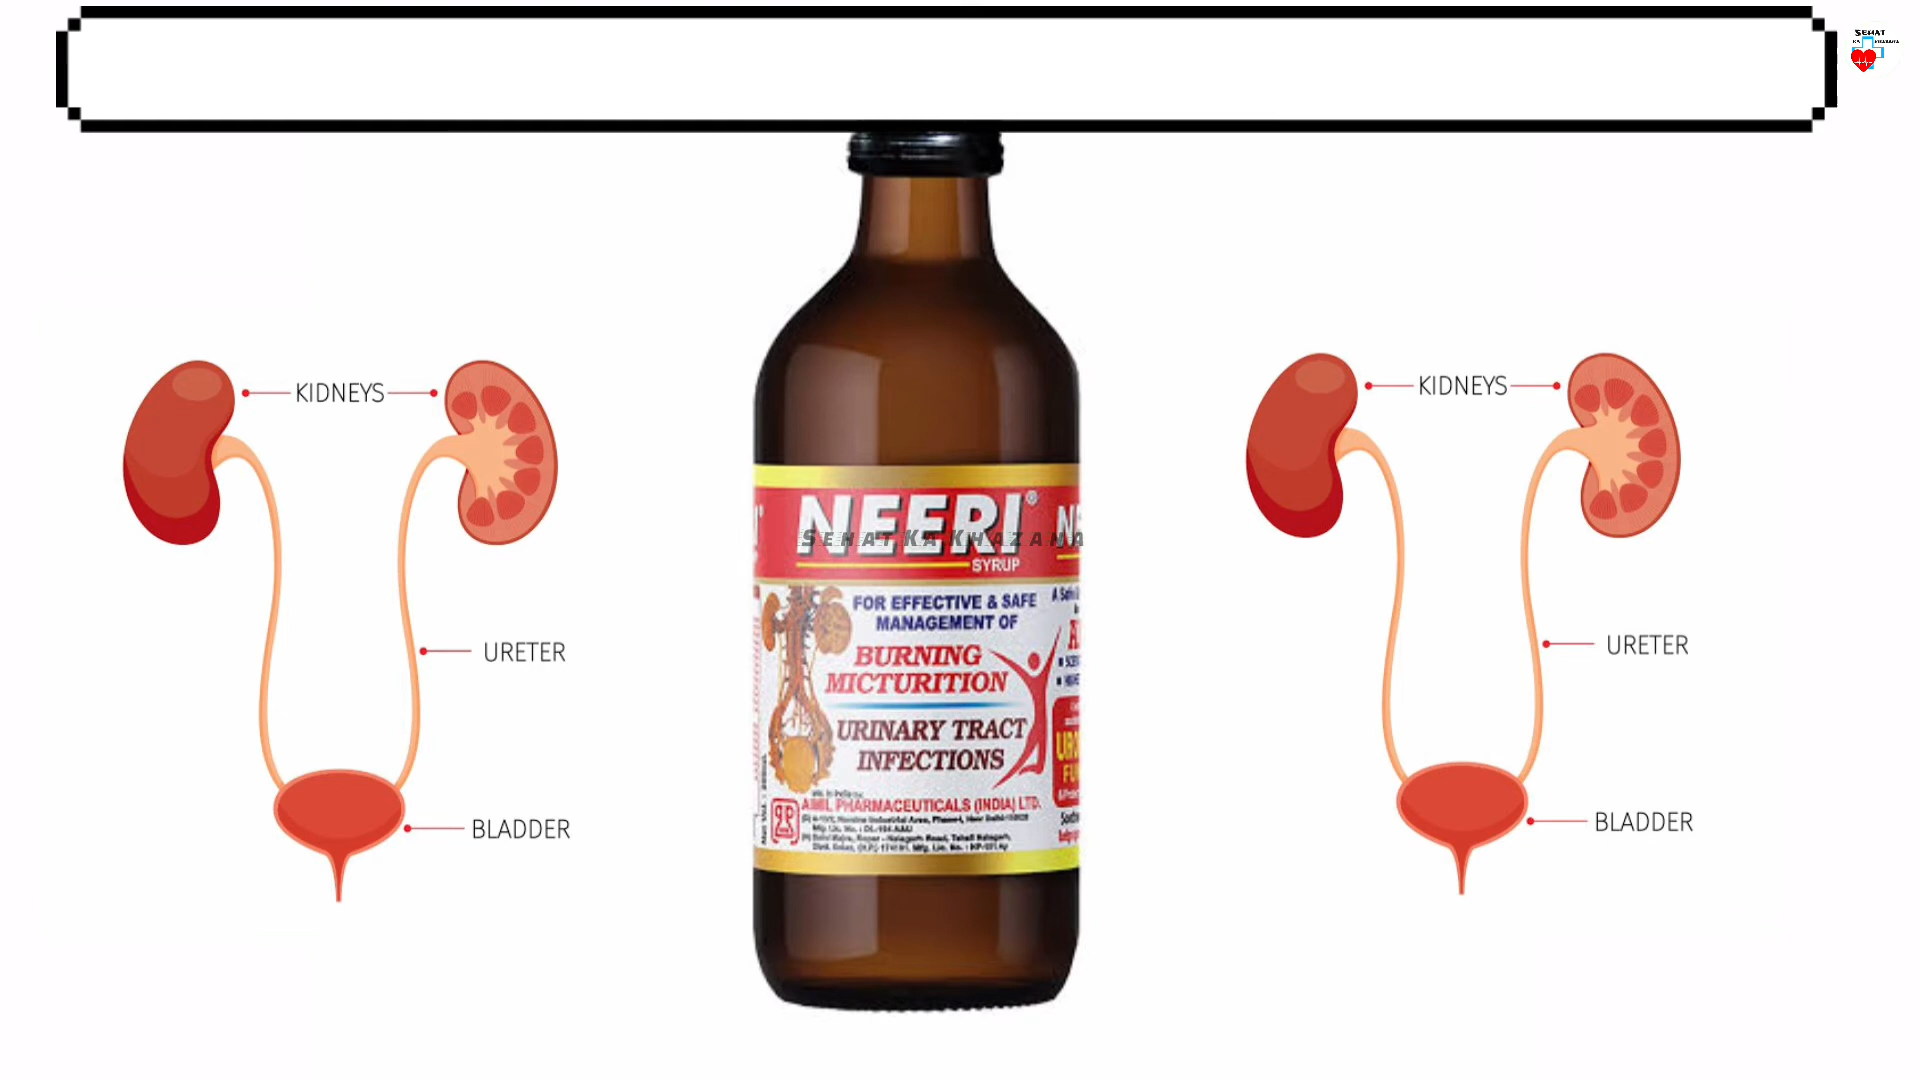 SEHAT
KIDNEYS
URETER
BLADDER
NEERI®
SEHAT KA KHAZANA
SYRUP
FOR EFFECTIVE & SAFE
MANAGEMENT OF
BURNING
MICTURITION
URINARY TRACT
INFECTIONS
AIMIL PHARMACEUTICALS (INDIA) LTD.
KIDNEYS
URETER
BLADDER